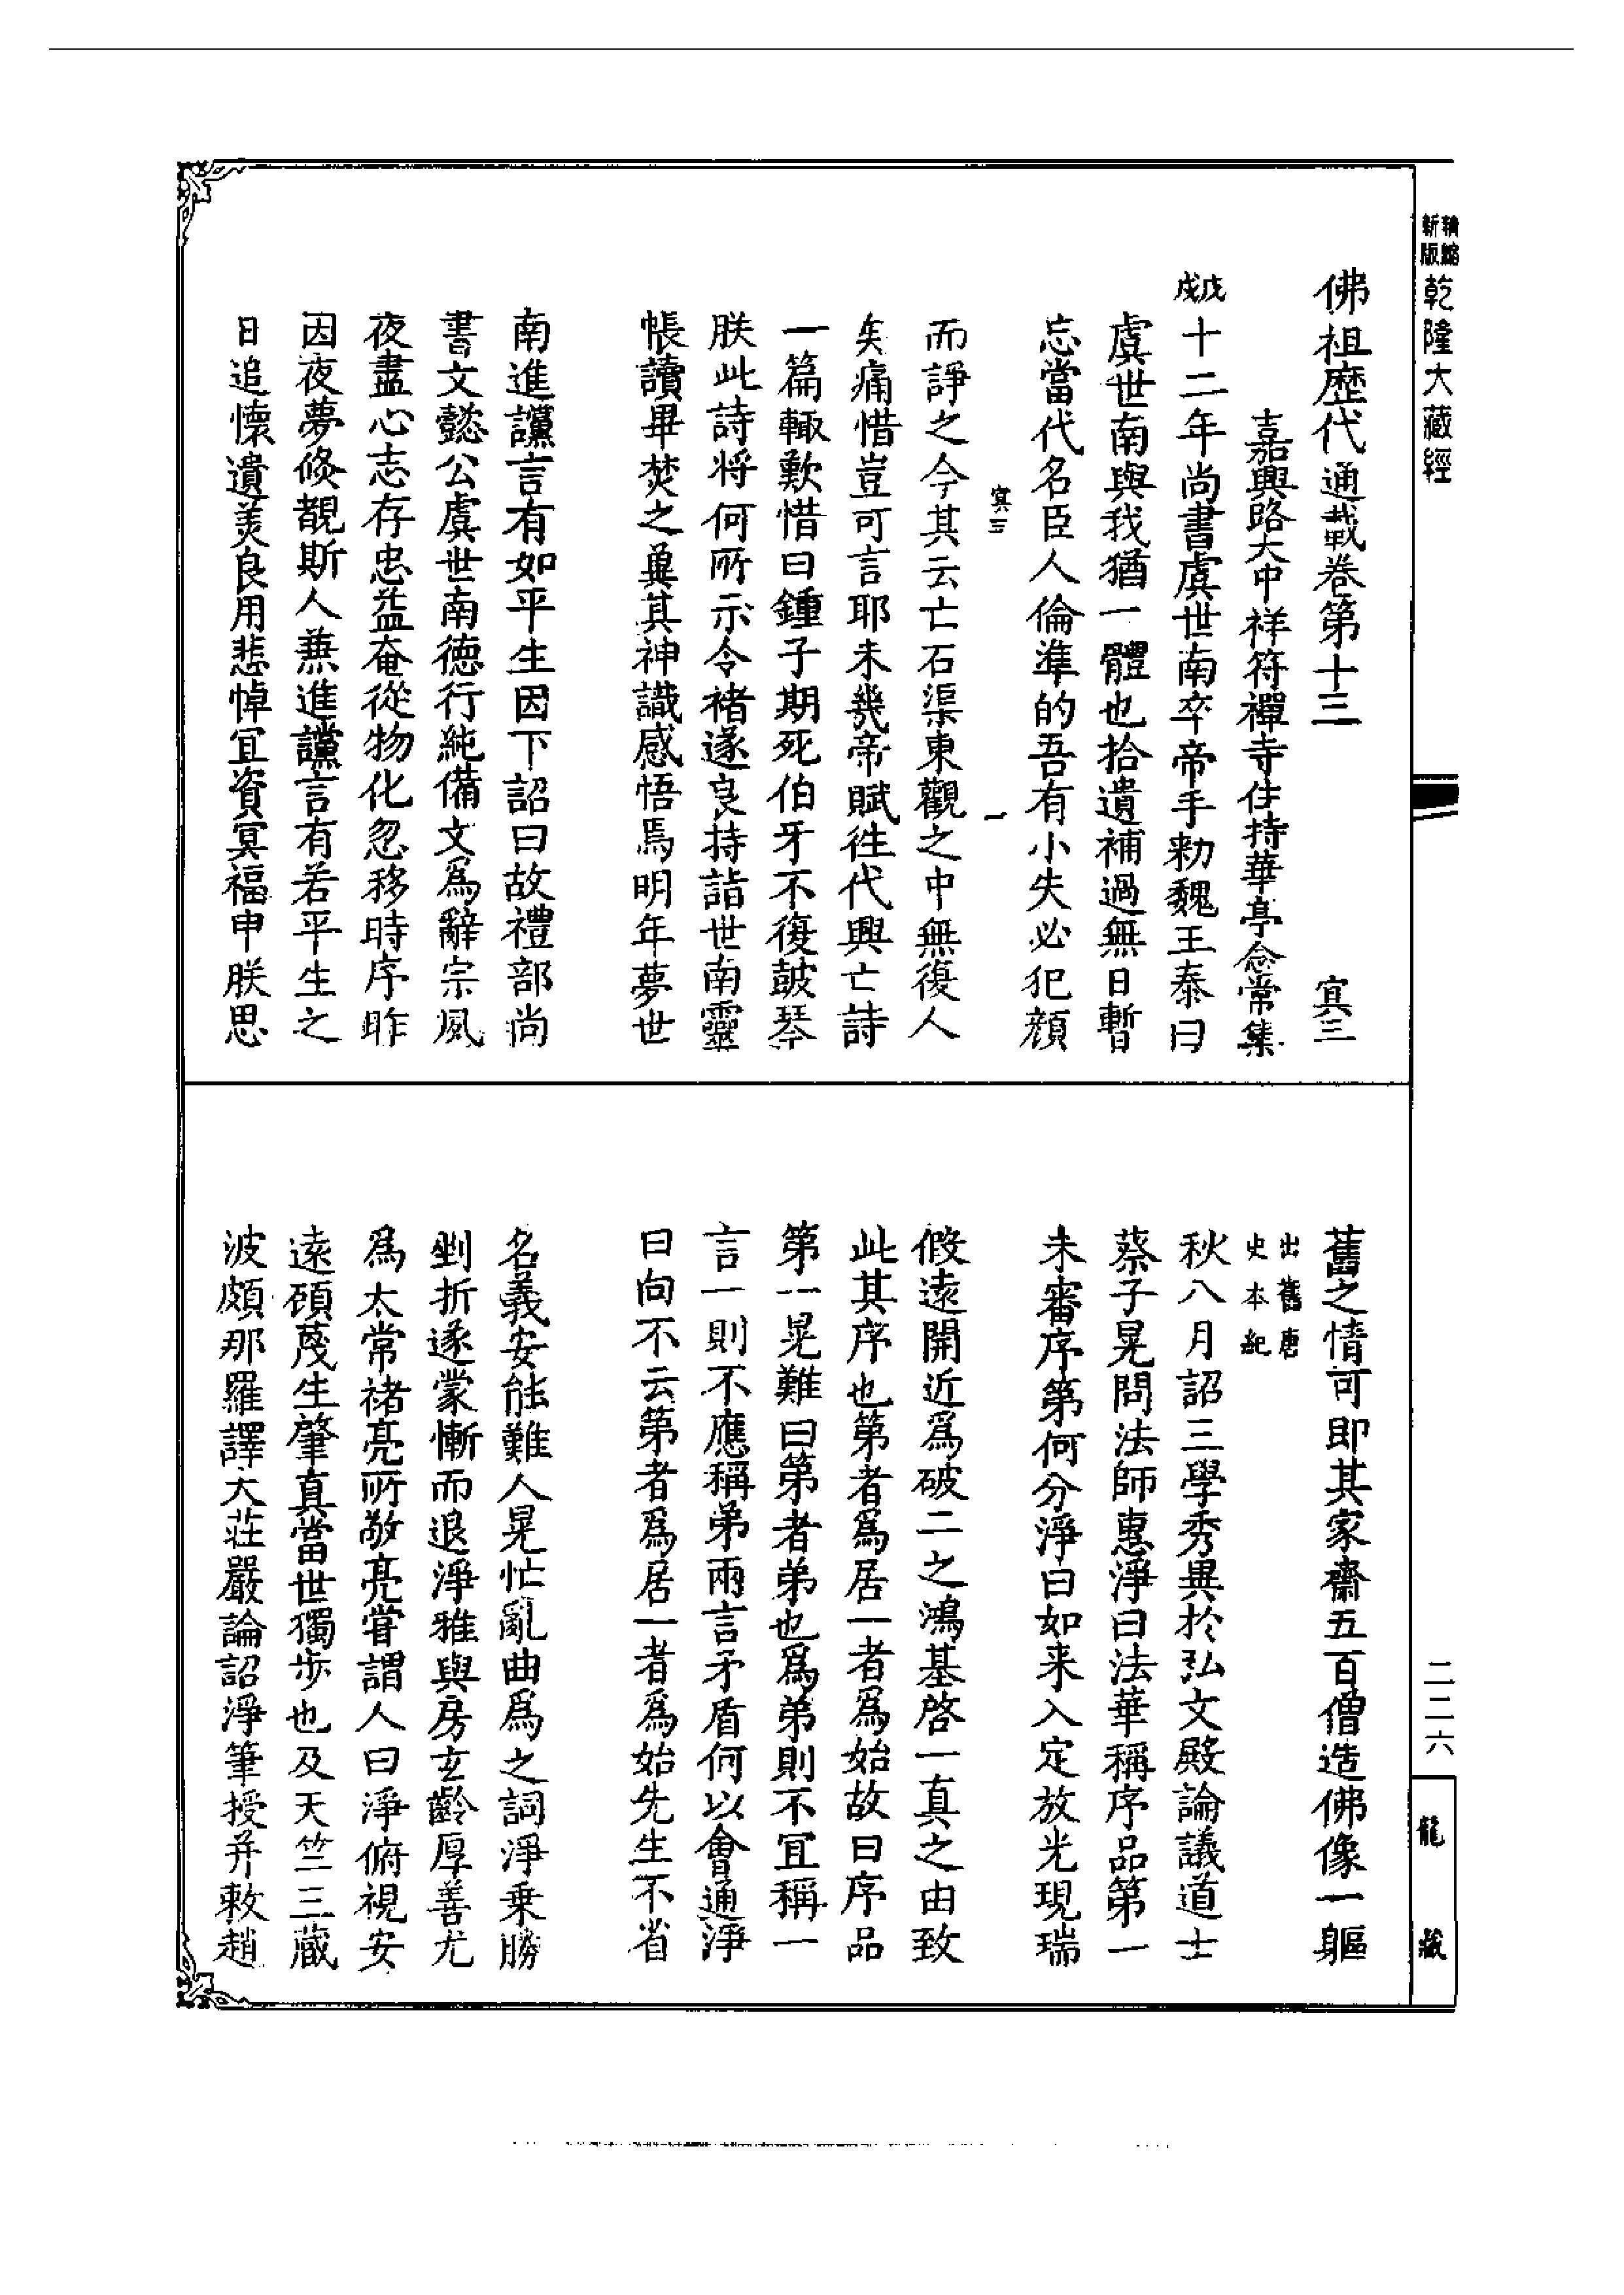 精縮新版乾隆大藏經
佛祖歷代通載卷第十三　寘三
嘉興路大中祥符禪寺住持華亭念常集
戊戌十二年尚書虞世南卒帝手勑魏王泰曰
虞世南與我猶一體也拾遺補過無日暫
忘當代名臣人倫準的吾有小失必犯顏
寘三　一
而諍之今其云亡石渠東觀之中無復人
矣痛惜豈可言耶未幾帝賦徃代興亡詩
一篇輙歎惜曰鍾子期死伯牙不復皷琴
朕此詩將何所示令褚遂良持詣世南靈
帳讀畢焚之冀其神識感悟焉明年夢世
南進讜言有如平生因下詔曰故禮部尚
書文懿公虞世南德行純備文爲辭宗夙
夜盡心志存忠益奄從物化忽移時序昨
因夜夢倐覩斯人兼進讜言有若平生之
日追懷遺美良用悲悼宜資冥福申朕思
舊之情可即其家齋五百僧造佛像一軀
出舊唐
史本紀
秋八月詔三學秀異於弘文殿論議道士
蔡子晃問法師惠淨曰法華稱序品第一
未審序第何分淨曰如來入定放光現瑞
假遠開近爲破二之鴻基啓一真之由致
此其序也第者爲居一者爲始故曰序品
第一晃難曰第者弟也爲弟則不宜稱一
言一則不應稱弟兩言矛盾何以會通淨
曰向不云第者爲居一者爲始先生不省
名義安能難人晃忙亂曲爲之詞淨乗勝
剉折遂蒙慚而退淨雅與房玄齡厚善尤
爲太常褚亮所敬亮甞謂人曰淨俯視安
遠頋蔑生肇真當世獨步也及天竺三藏
波頗那羅譯大莊嚴論詔淨筆授并敕趙
二二六
龍藏